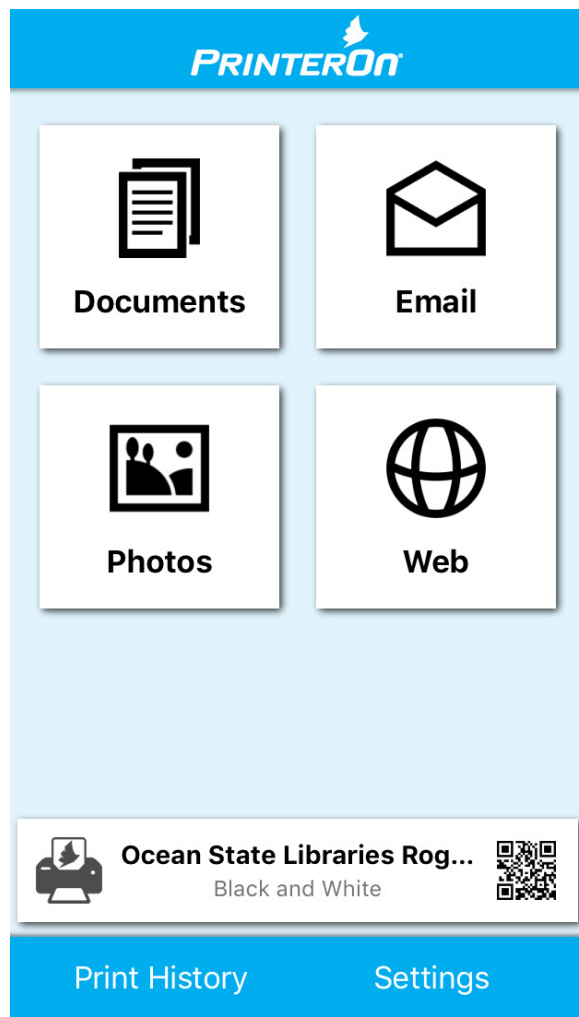 PRINTERON
Documents
Email
Photos
Web
Ocean State Libraries Rog...
Black and White
Print History
Settings